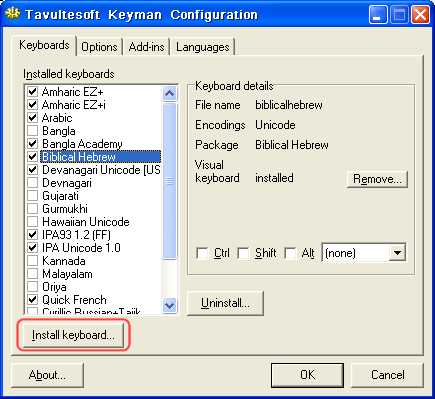 Tavultesoft Keyman Configuration
Keyboards Options Add-ins Languages
Installed keyboards
Amharic EZ+
Amharic EZ+i
Arabic
Bangla
Bangla Academy
Biblical Hebrew
Devanagari Unicode [US
Devnagari
Gujarati
Gurmukhi
Hawaiian Unicode
IPA93 1.2 (FF)
IPA Unicode 1.0
Kannada
Malayalam
Oriya
Quick French
Cyrillic Russian+Tajik
Install keyboard...
Keyboard details
File name biblicalhebrew
Encodings Unicode
Package Biblical Hebrew
Visual
keyboard installed
Remove...
Ctrl Shift Alt (none)
Uninstall...
About... OK Cancel